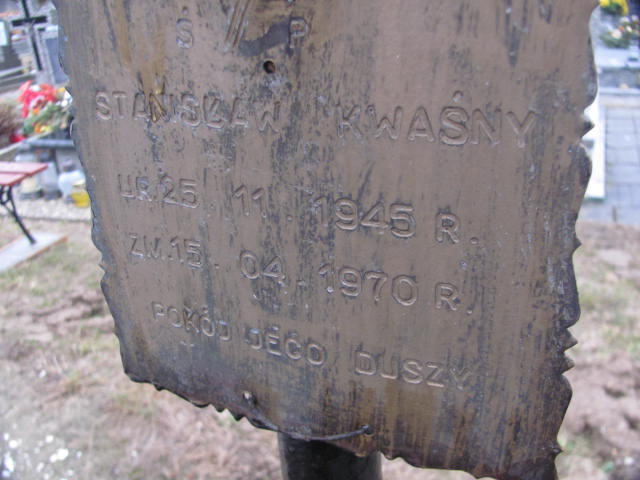 Ś P
STANISŁAW KWAŚNY
UR.25.11.1945 R.
ZM.15.04.1970 R.
POKÓJ JEGO DUSZY